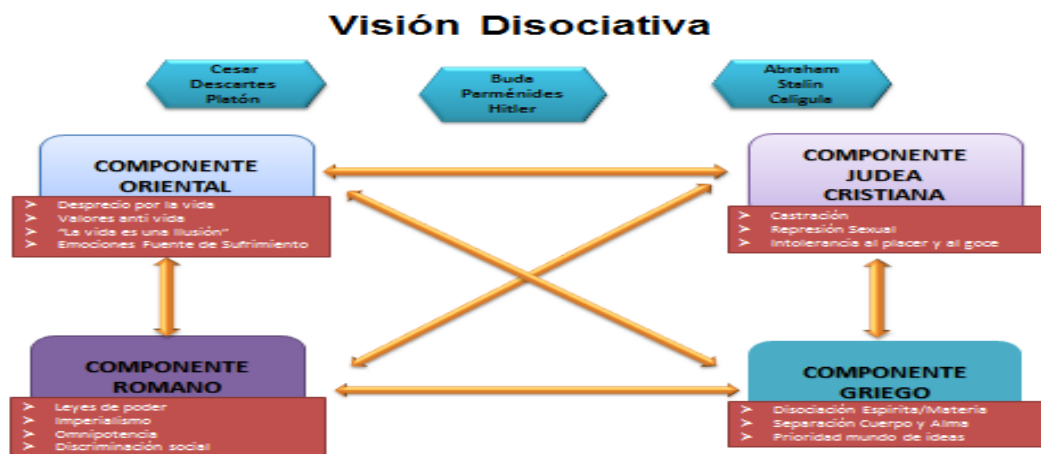 Visión Disociativa
Cesar
Descartes
Platón
Buda
Parménides
Hitler
Abraham
Stalin
Calígula
COMPONENTE
ORIENTAL
Desprecio por la vida
Valores anti vida
"La vida es una Ilusión"
Emociones Fuente de Sufrimiento
COMPONENTE
JUDEA
CRISTIANA
Castración
Represión Sexual
Intolerancia al placer y al goce
COMPONENTE
ROMANO
Leyes de poder
Imperialismo
Omnipotencia
Discriminación social
COMPONENTE
GRIEGO
Disociación Espíritu/Materia
Separación Cuerpo y Alma
Prioridad mundo de ideas